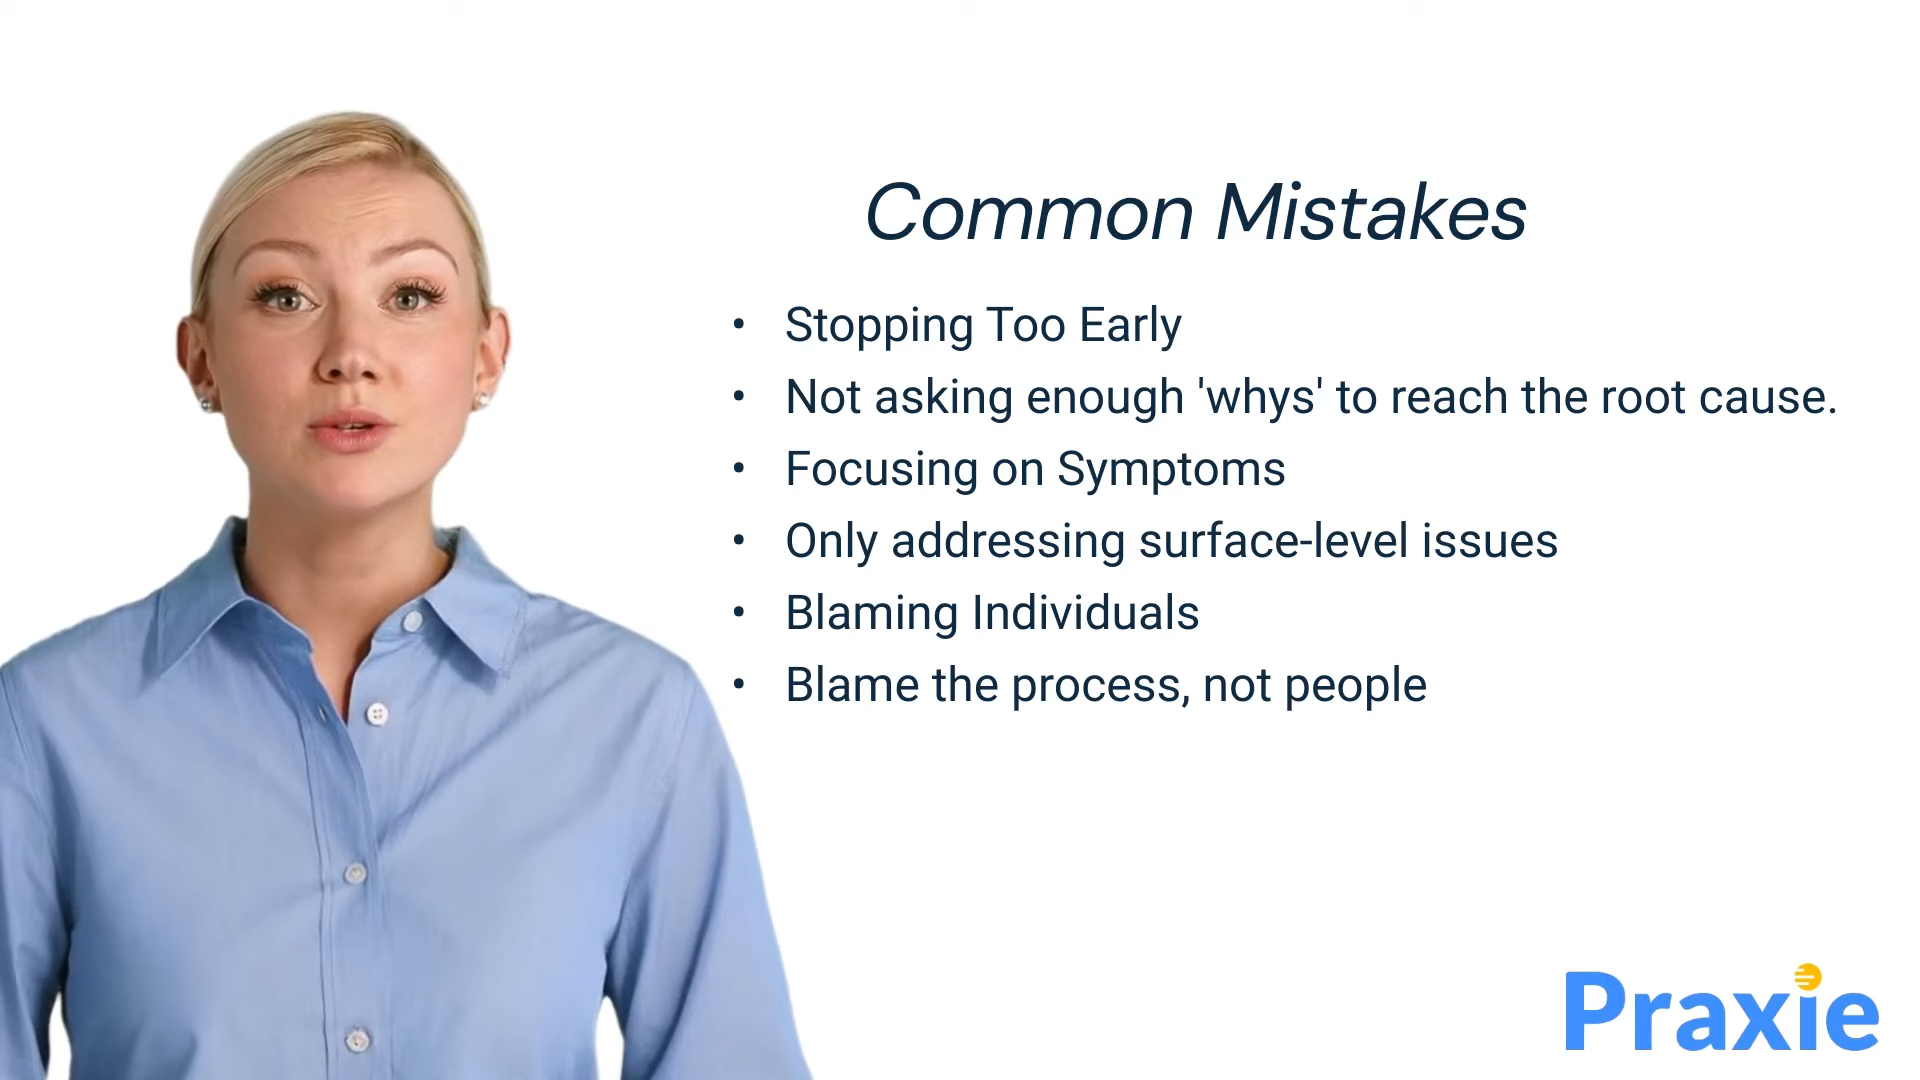 Common Mistakes
• Stopping Too Early
• Not asking enough 'whys' to reach the root cause.
• Focusing on Symptoms
• Only addressing surface-level issues
• Blaming Individuals
• Blame the process, not people
Praxie